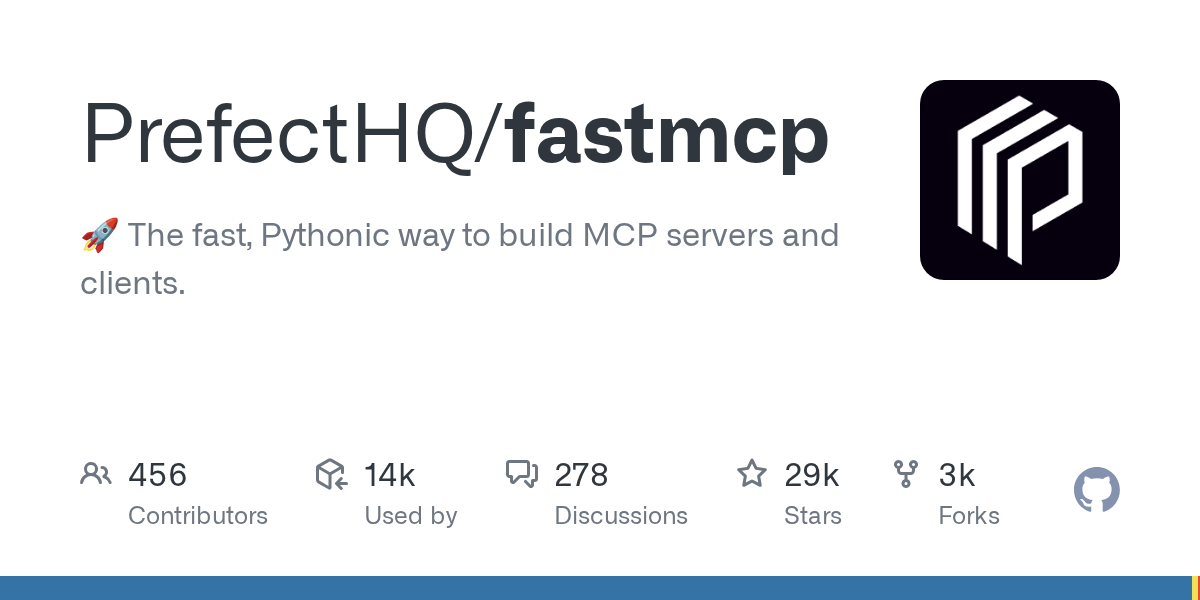 PrefectHQ/fastmcp
🚀 The fast, Pythonic way to build MCP servers and
clients.
456
Contributors
14k
Used by
278
Discussions
29k
Stars
3k
Forks